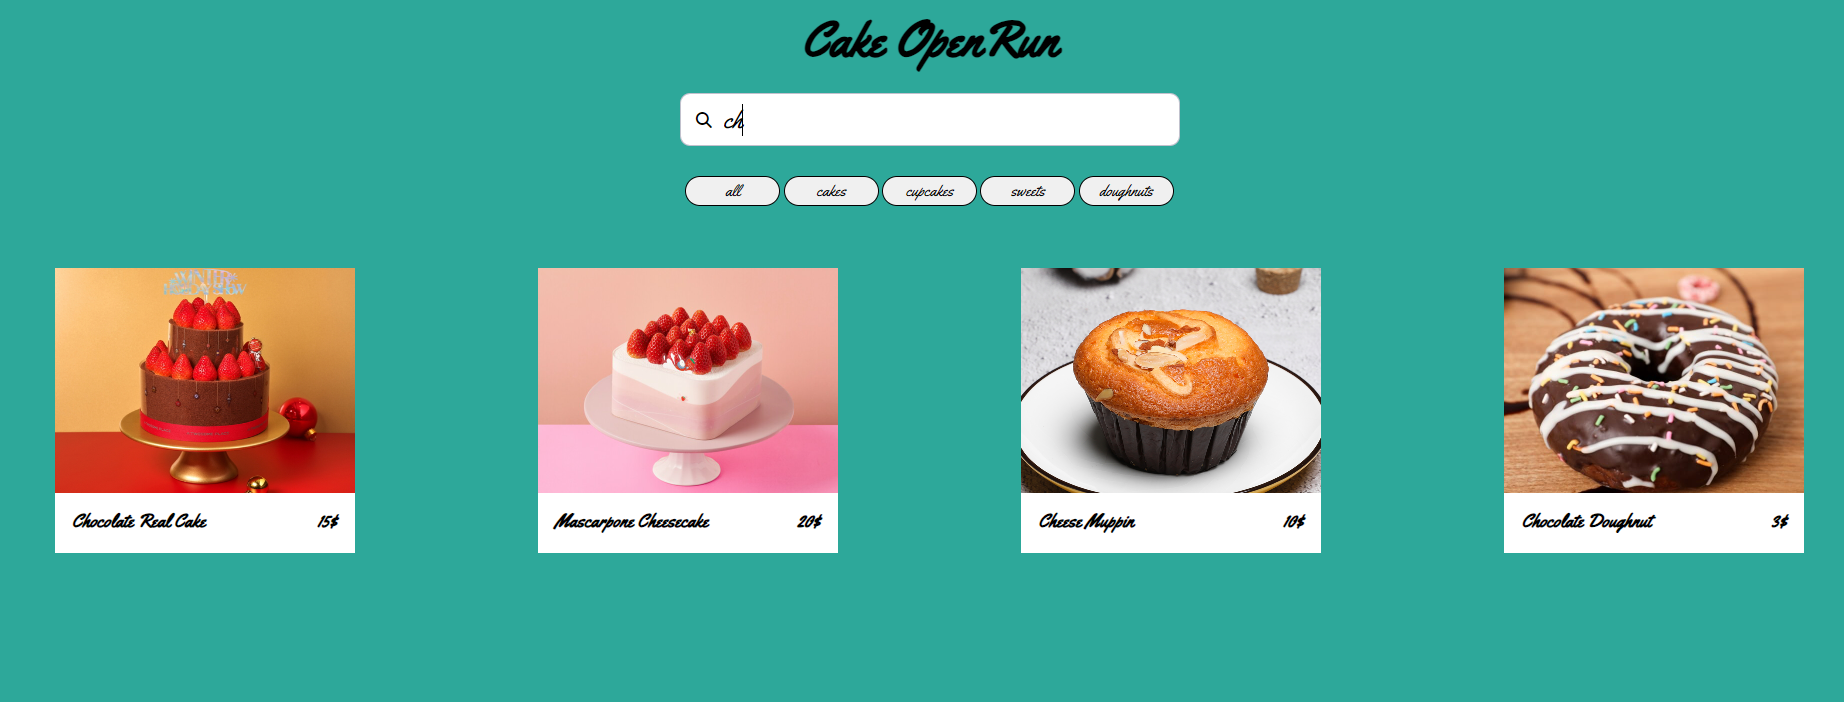 Cake OpenRun
ch
all cakes cupcakes sweets doughnuts
Chocolate Real Cake 15$
Mascarpone Cheesecake 20$
Cheese Muppin 10$
Chocolate Doughnut 3$